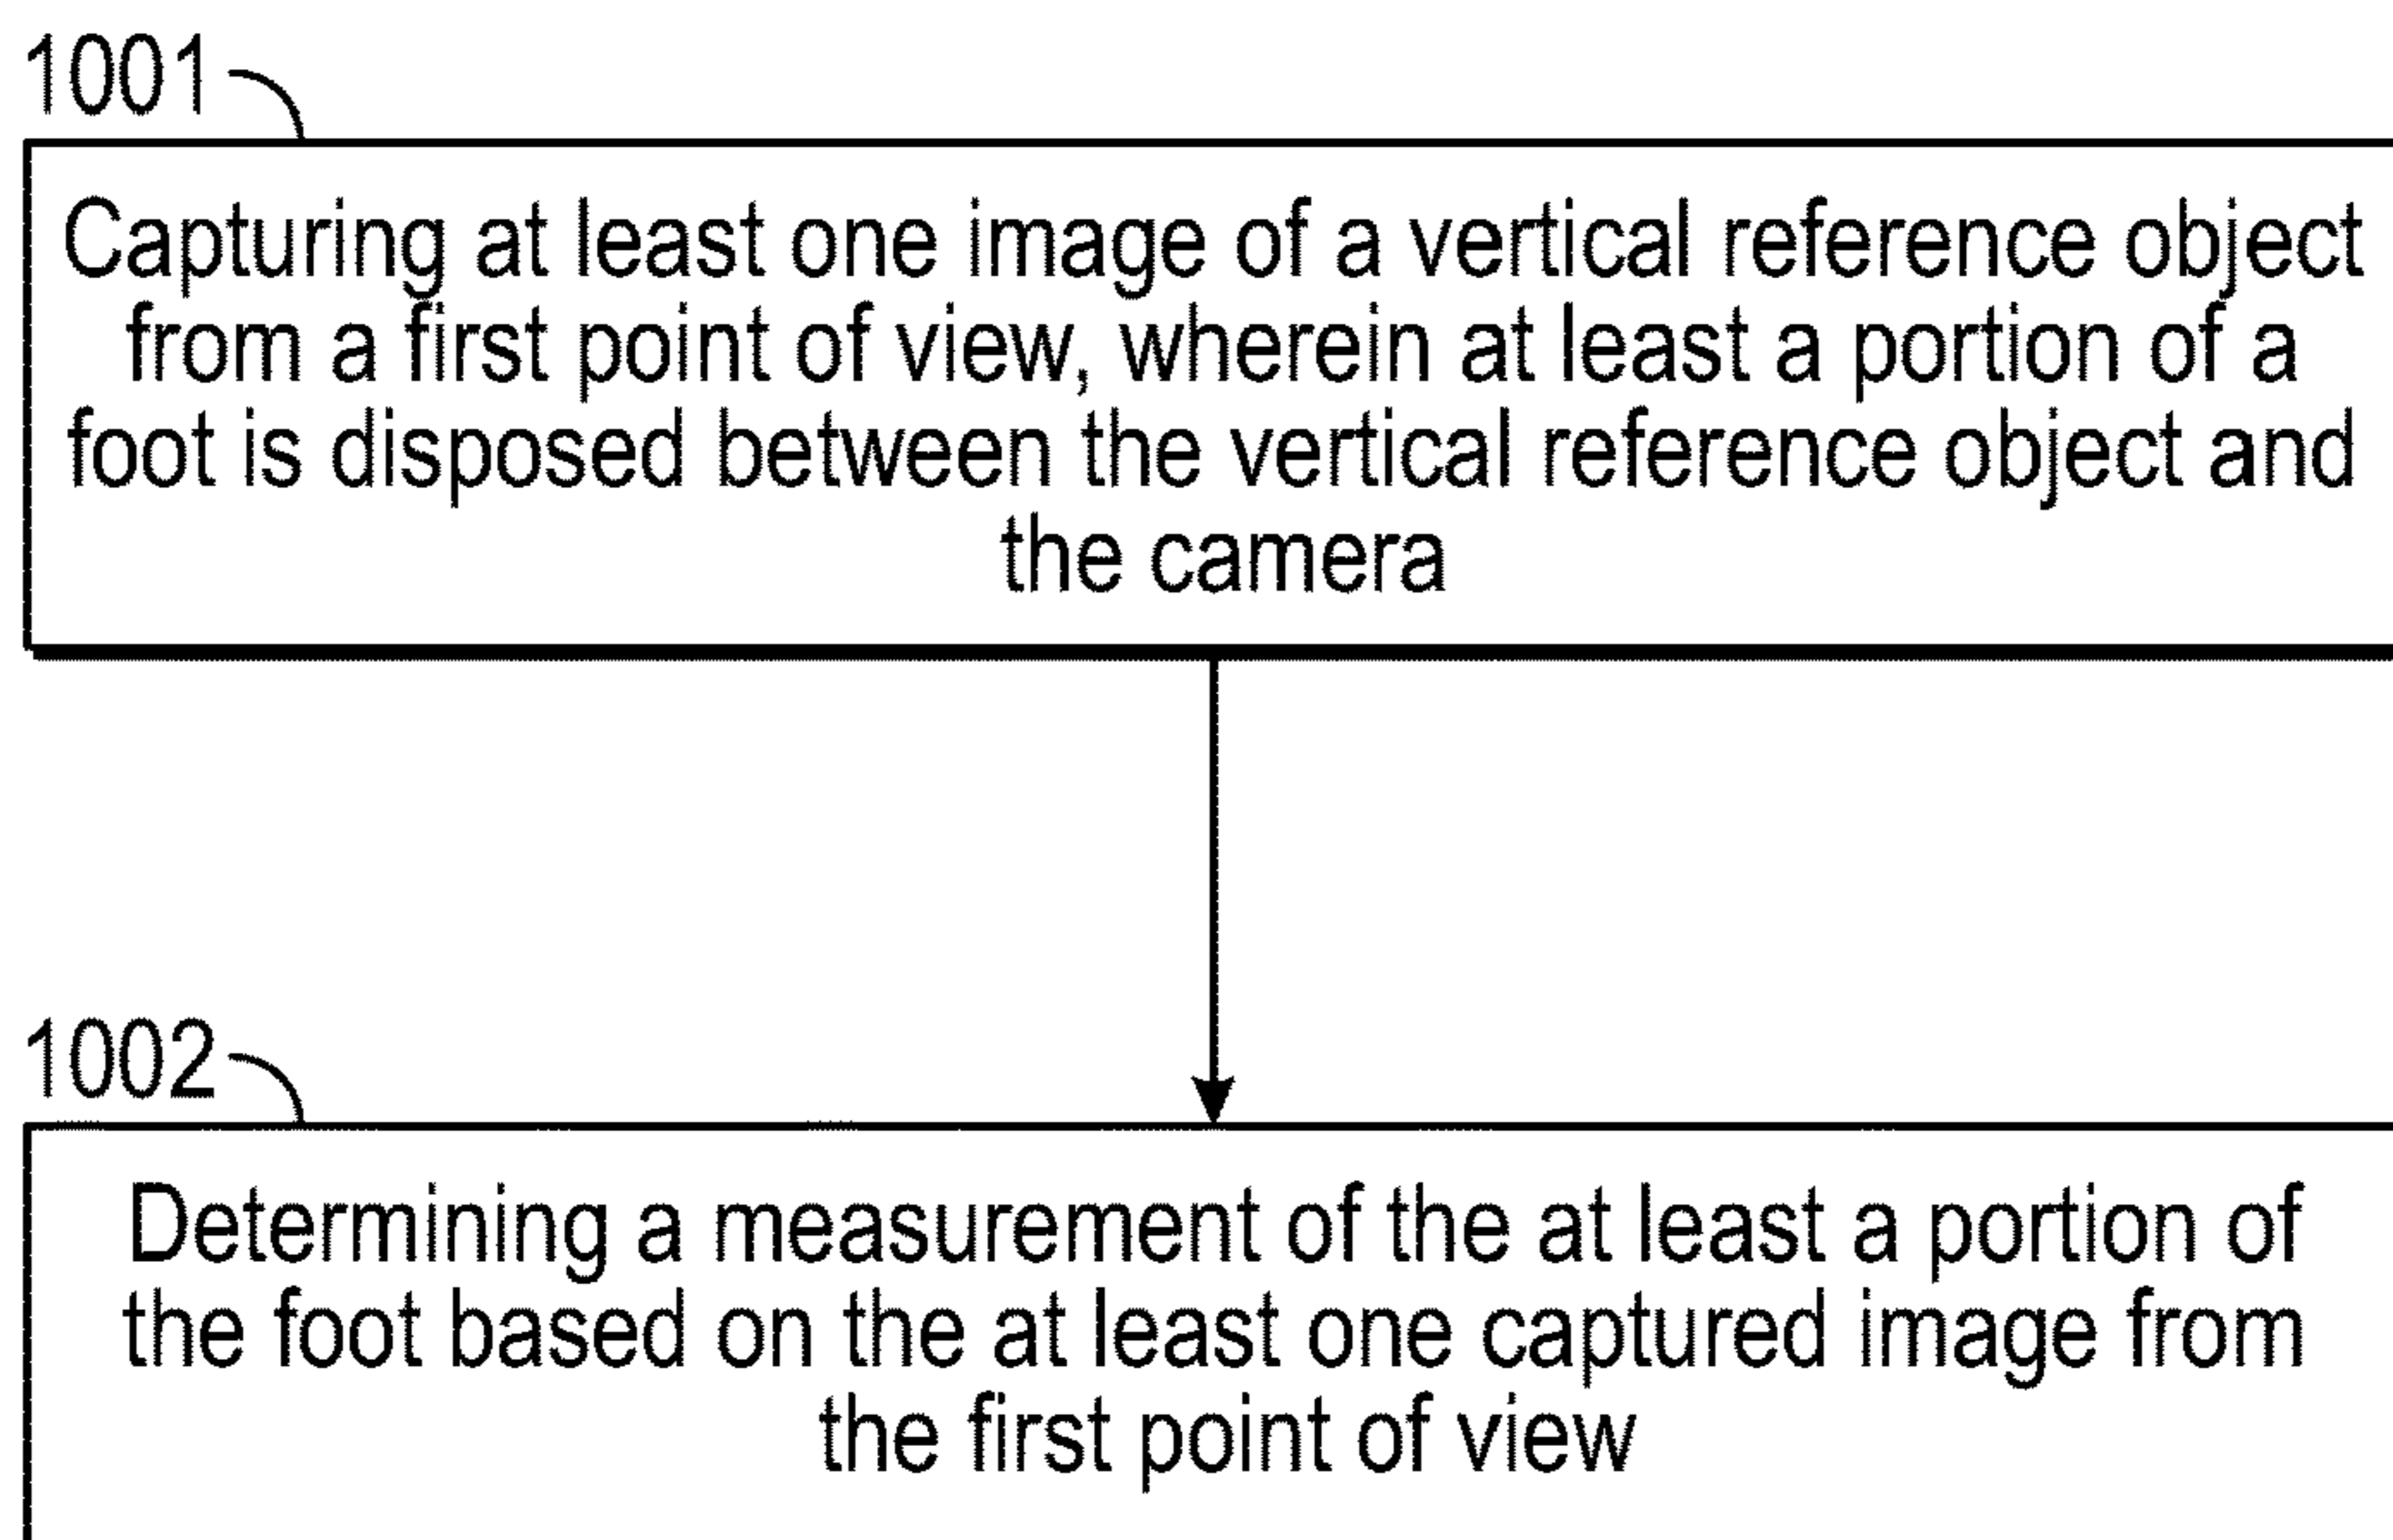 1001
Capturing at least one image of a vertical reference object
from a first point of view, wherein at least a portion of a
foot is disposed between the vertical reference object and
the camera
1002
Determining a measurement of the at least a portion of
the foot based on the at least one captured image from
the first point of view